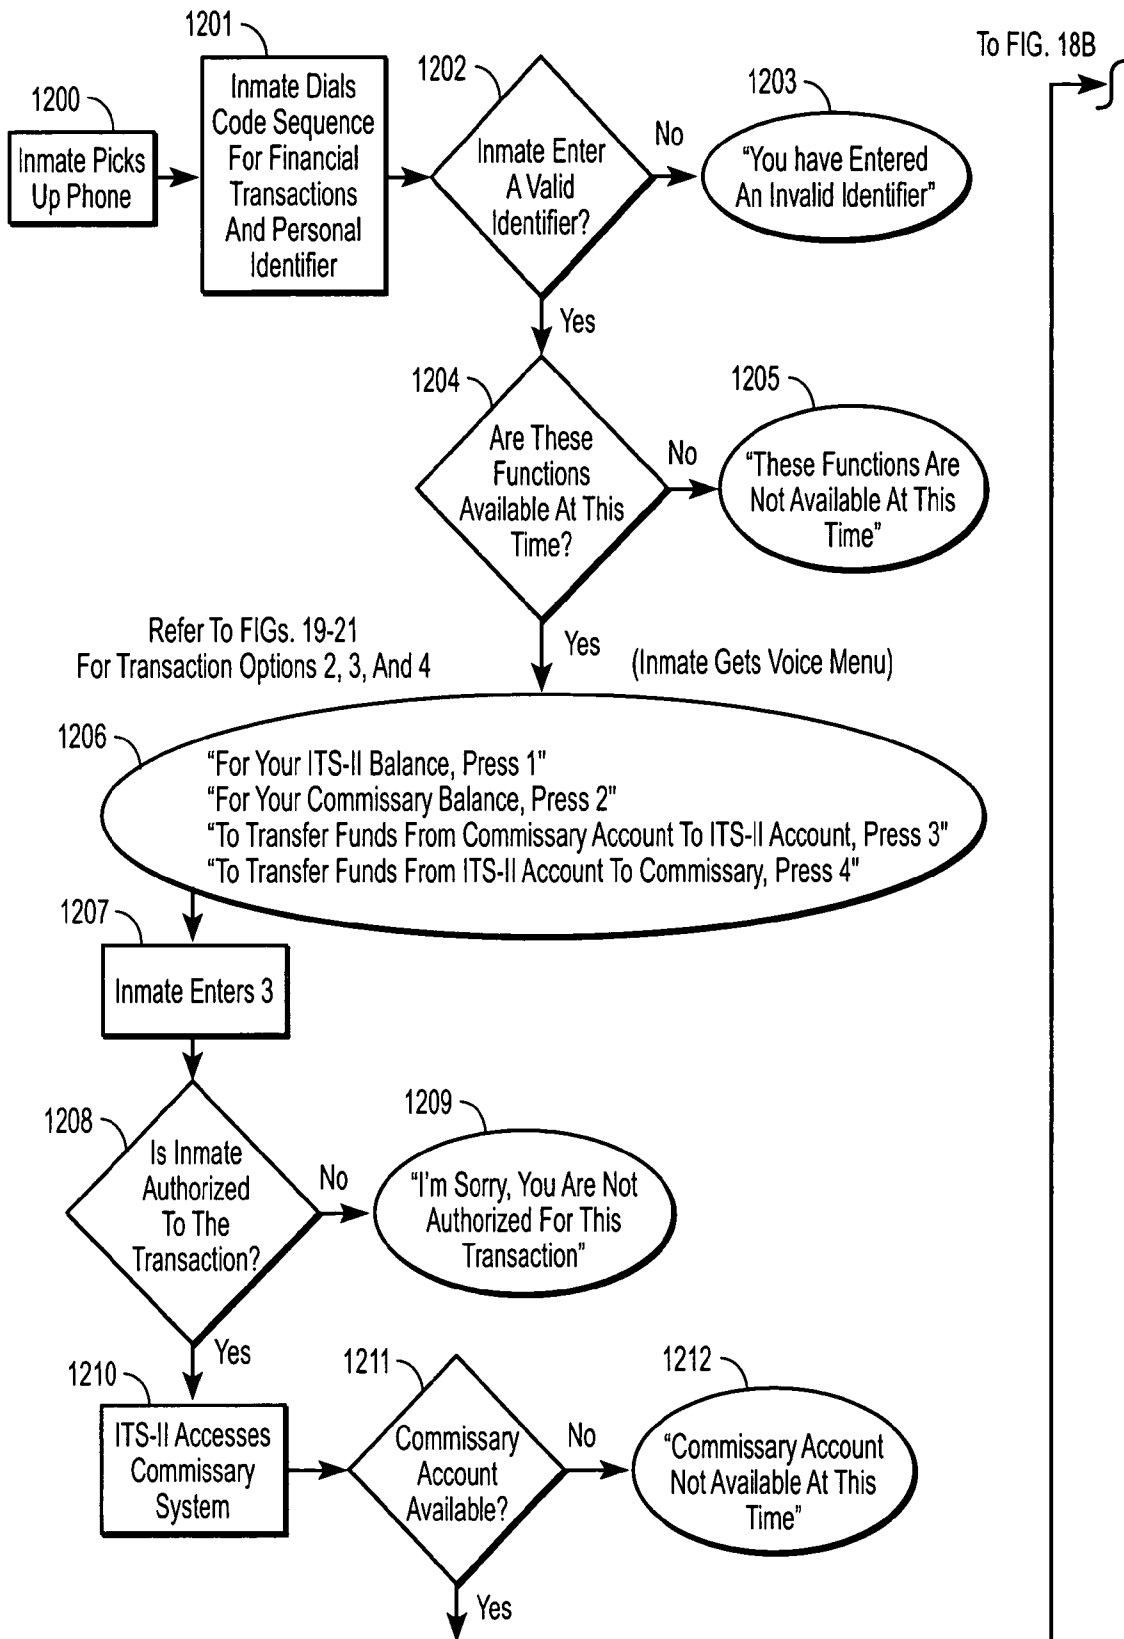 To FIG. 18B
1200
Inmate Picks
Up Phone
1201
Inmate Dials
Code Sequence
For Financial
Transactions
And Personal
Identifier
1202
Inmate Enter
A Valid
Identifier?
No
1203
“You have Entered
An Invalid Identifier”
Yes
1204
Are These
Functions
Available At This
Time?
No
1205
“These Functions Are
Not Available At This
Time”
Yes
Refer To FIGs. 19-21
For Transaction Options 2, 3, And 4
(Inmate Gets Voice Menu)
1206
“For Your ITS-II Balance, Press 1"
“For Your Commissary Balance, Press 2"
“To Transfer Funds From Commissary Account To ITS-II Account, Press 3"
“To Transfer Funds From ITS-II Account To Commissary, Press 4"
1207
Inmate Enters 3
1208
Is Inmate
Authorized
To The
Transaction?
No
1209
“I'm Sorry, You Are Not
Authorized For This
Transaction”
Yes
1210
ITS-II Accesses
Commissary
System
1211
Commissary
Account
Available?
No
1212
“Commissary Account
Not Available At This
Time”
Yes